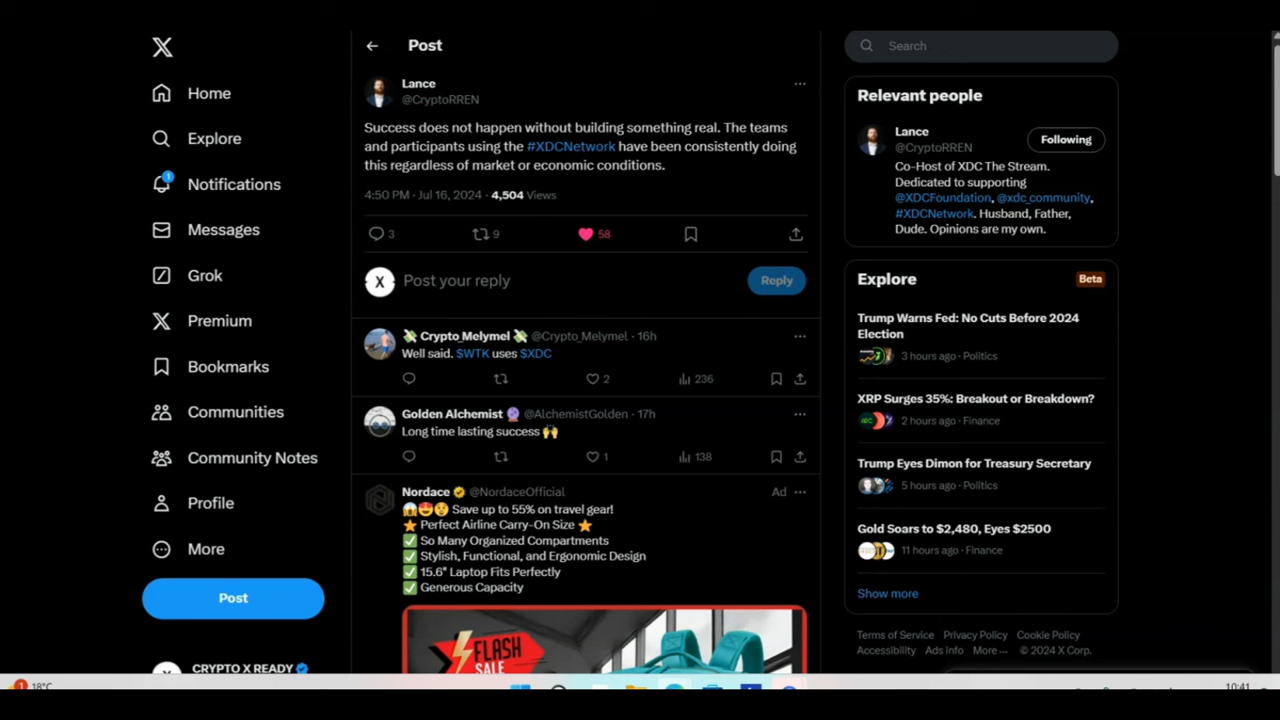 Home
Explore
1
Notifications
Messages
Grok
Premium
Bookmarks
Communities
Community Notes
Profile
More
Post
CRYPTO X READY
Post
Lance
@CryptoRREN
Success does not happen without building something real. The teams
and participants using the #XDCNetwork have been consistently doing
this regardless of market or economic conditions.
4:50 PM · Jul 16, 2024 · 4,504 Views
3 9 58
X
Post your reply
Reply
Crypto_Melymel @Crypto_Melymel · 16h
Well said. $WTK uses $XDC
2 236
Golden Alchemist @AlchemistGolden · 17h
Long time lasting success
1 138
Nordace @NordaceOfficial Ad
Save up to 55% on travel gear!
Perfect Airline Carry-On Size
So Many Organized Compartments
Stylish, Functional, and Ergonomic Design
15.6" Laptop Fits Perfectly
Generous Capacity
FLASH
SALE
Search
Relevant people
Lance
@CryptoRREN
Following
Co-Host of XDC The Stream.
Dedicated to supporting
@XDCFoundation, @xdc_community,
#XDCNetwork. Husband, Father,
Dude. Opinions are my own.
Explore
Beta
Trump Warns Fed: No Cuts Before 2024
Election
3 hours ago · Politics
XRP Surges 35%: Breakout or Breakdown?
2 hours ago · Finance
Trump Eyes Dimon for Treasury Secretary
5 hours ago · Politics
Gold Soars to $2,480, Eyes $2500
11 hours ago · Finance
Show more
Terms of Service Privacy Policy Cookie Policy
Accessibility Ads info More ··· © 2024 X Corp.
1
18°C
10:41